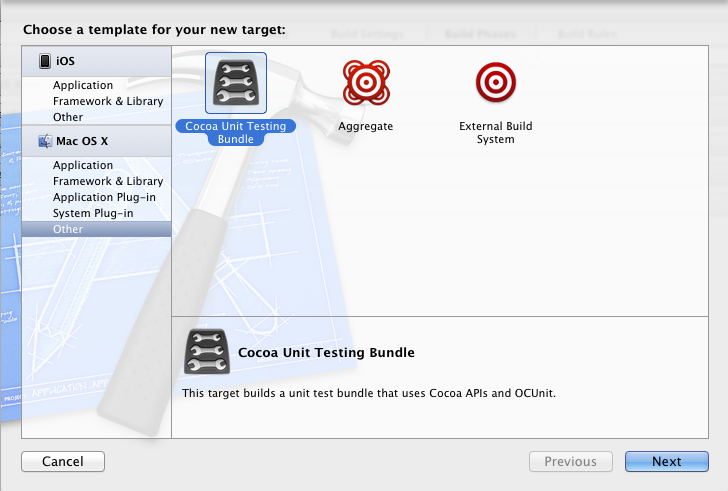 Choose a template for your new target:
Build Settings
Build Phases
Build Rules
iOS
Application
Framework & Library
Other
Mac OS X
Application
Framework & Library
Application Plug-in
System Plug-in
Other
Cocoa Unit Testing
Bundle
Aggregate
External Build
System
Cocoa Unit Testing Bundle
This target builds a unit test bundle that uses Cocoa APIs and OCUnit.
Cancel
Previous
Next